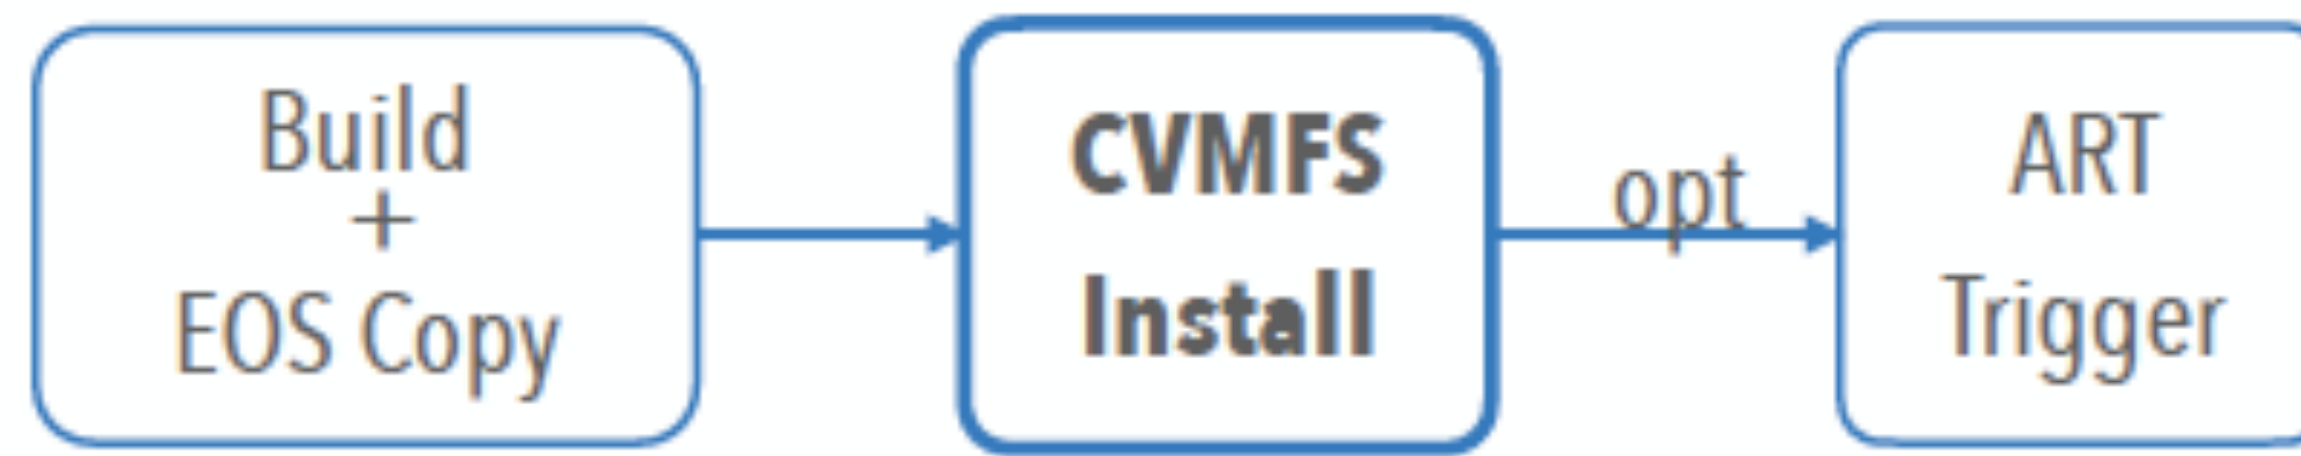 Build
+
EOS Copy
CVMFS
Install
opt
ART
Trigger